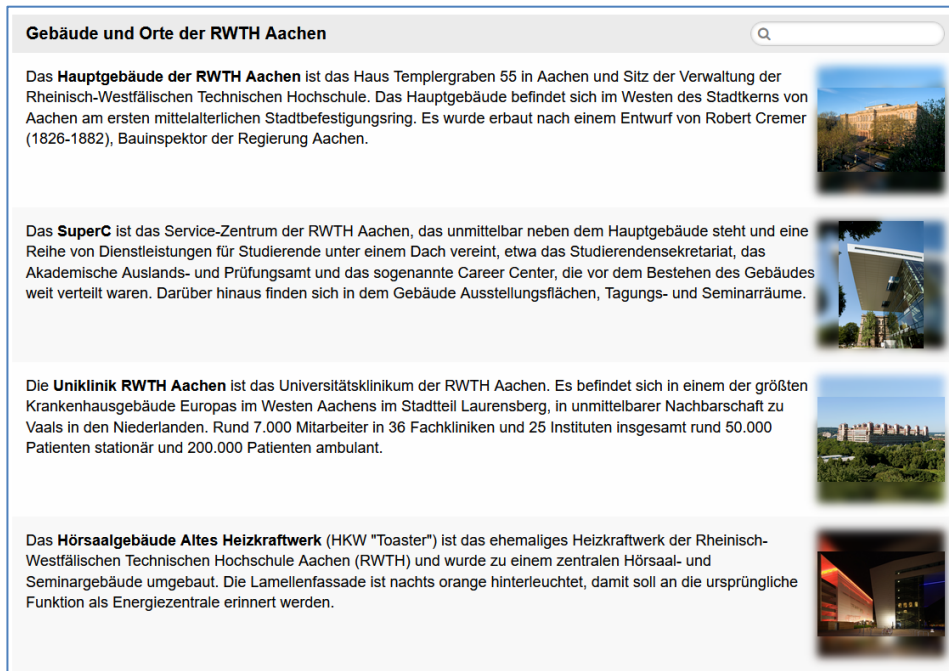 Gebäude und Orte der RWTH Aachen
Das Hauptgebäude der RWTH Aachen ist das Haus Templergraben 55 in Aachen und Sitz der Verwaltung der
Rheinisch-Westfälischen Technischen Hochschule. Das Hauptgebäude befindet sich im Westen des Stadtkerns von
Aachen am ersten mittelalterlichen Stadtbefestigungsring. Es wurde erbaut nach einem Entwurf von Robert Cremer
(1826-1882), Bauinspektor der Regierung Aachen.
Das SuperC ist das Service-Zentrum der RWTH Aachen, das unmittelbar neben dem Hauptgebäude steht und eine
Reihe von Dienstleistungen für Studierende unter einem Dach vereint, etwa das Studierendensekretariat, das
Akademische Auslands- und Prüfungsamt und das sogenannte Career Center, die vor dem Bestehen des Gebäudes
weit verteilt waren. Darüber hinaus finden sich in dem Gebäude Ausstellungsflächen, Tagungs- und Seminarräume.
Die Uniklinik RWTH Aachen ist das Universitätsklinikum der RWTH Aachen. Es befindet sich in einem der größten
Krankenhausgebäude Europas im Westen Aachens im Stadtteil Laurensberg, in unmittelbarer Nachbarschaft zu
Vaals in den Niederlanden. Rund 7.000 Mitarbeiter in 36 Fachkliniken und 25 Instituten insgesamt rund 50.000
Patienten stationär und 200.000 Patienten ambulant.
Das Hörsaalgebäude Altes Heizkraftwerk (HKW "Toaster") ist das ehemaliges Heizkraftwerk der Rheinisch-
Westfälischen Technischen Hochschule Aachen (RWTH) und wurde zu einem zentralen Hörsaal- und
Seminargebäude umgebaut. Die Lamellenfassade ist nachts orange hinterleuchtet, damit soll an die ursprüngliche
Funktion als Energiezentrale erinnert werden.